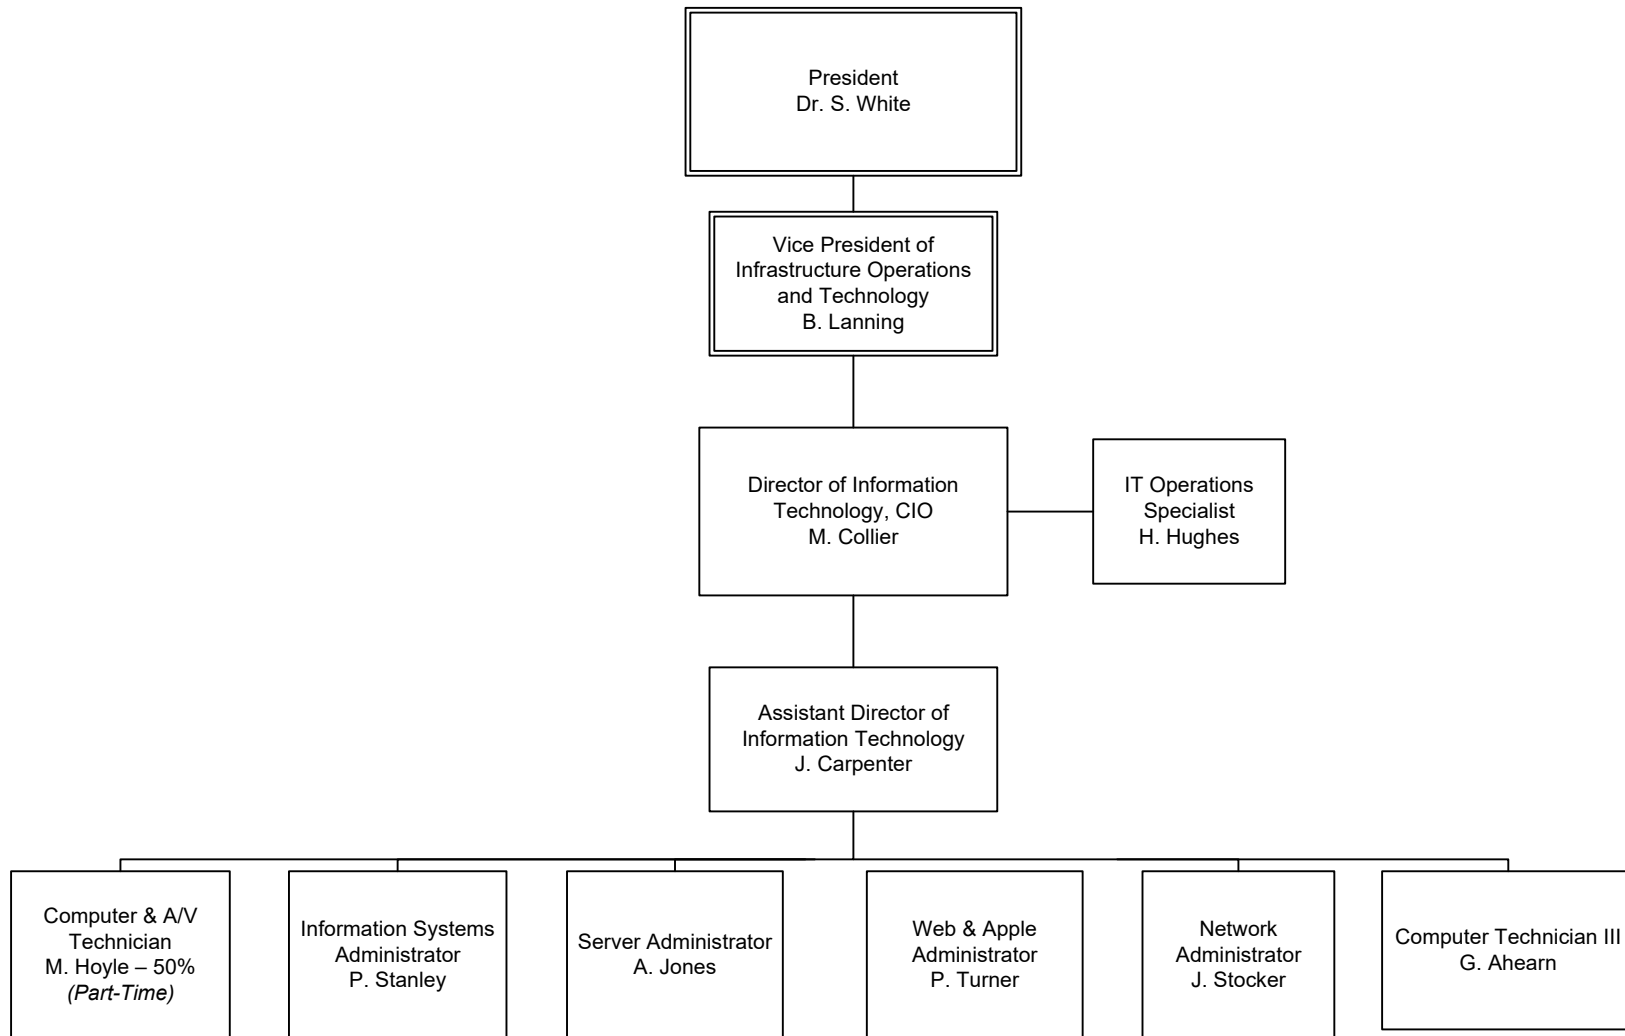 President
Dr. S. White
Vice President of
Infrastructure Operations
and Technology
B. Lanning
Director of Information
Technology, CIO
M. Collier
IT Operations
Specialist
H. Hughes
Assistant Director of
Information Technology
J. Carpenter
Computer & A/V
Technician
M. Hoyle – 50%
(Part-Time)
Information Systems
Administrator
P. Stanley
Server Administrator
A. Jones
Web & Apple
Administrator
P. Turner
Network
Administrator
J. Stocker
Computer Technician III
G. Ahearn